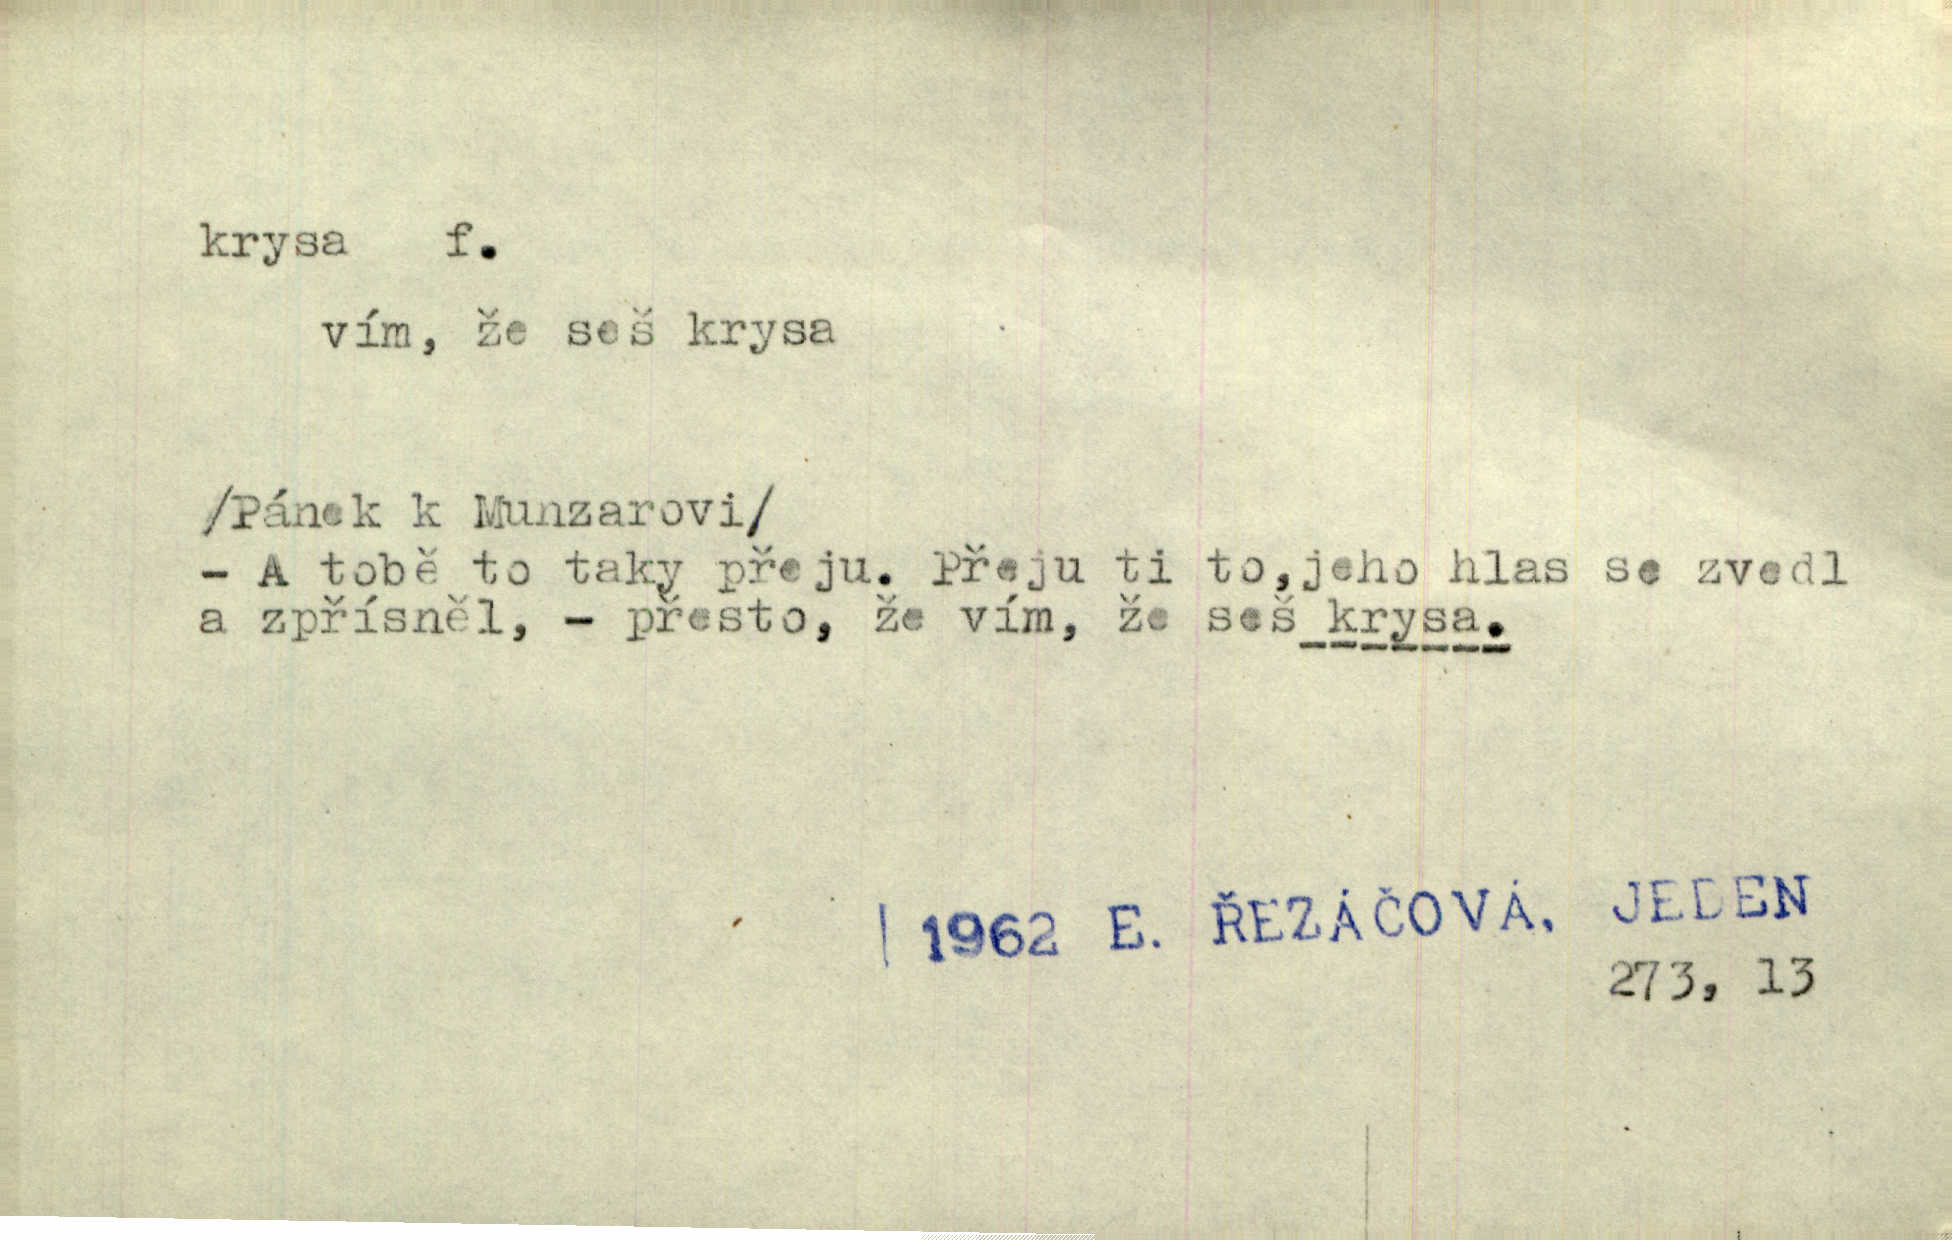 krysa f.
vím, že seš krysa
/Pánek k Munzarovi/
- A tobě to taky přeju. Přeju ti to,jeho hlas se zvedl
a zpřísněl, - přesto, že vím, že seš krysa.
1962 E. ŘEZÁČOVÁ, JEDEN
273, 13